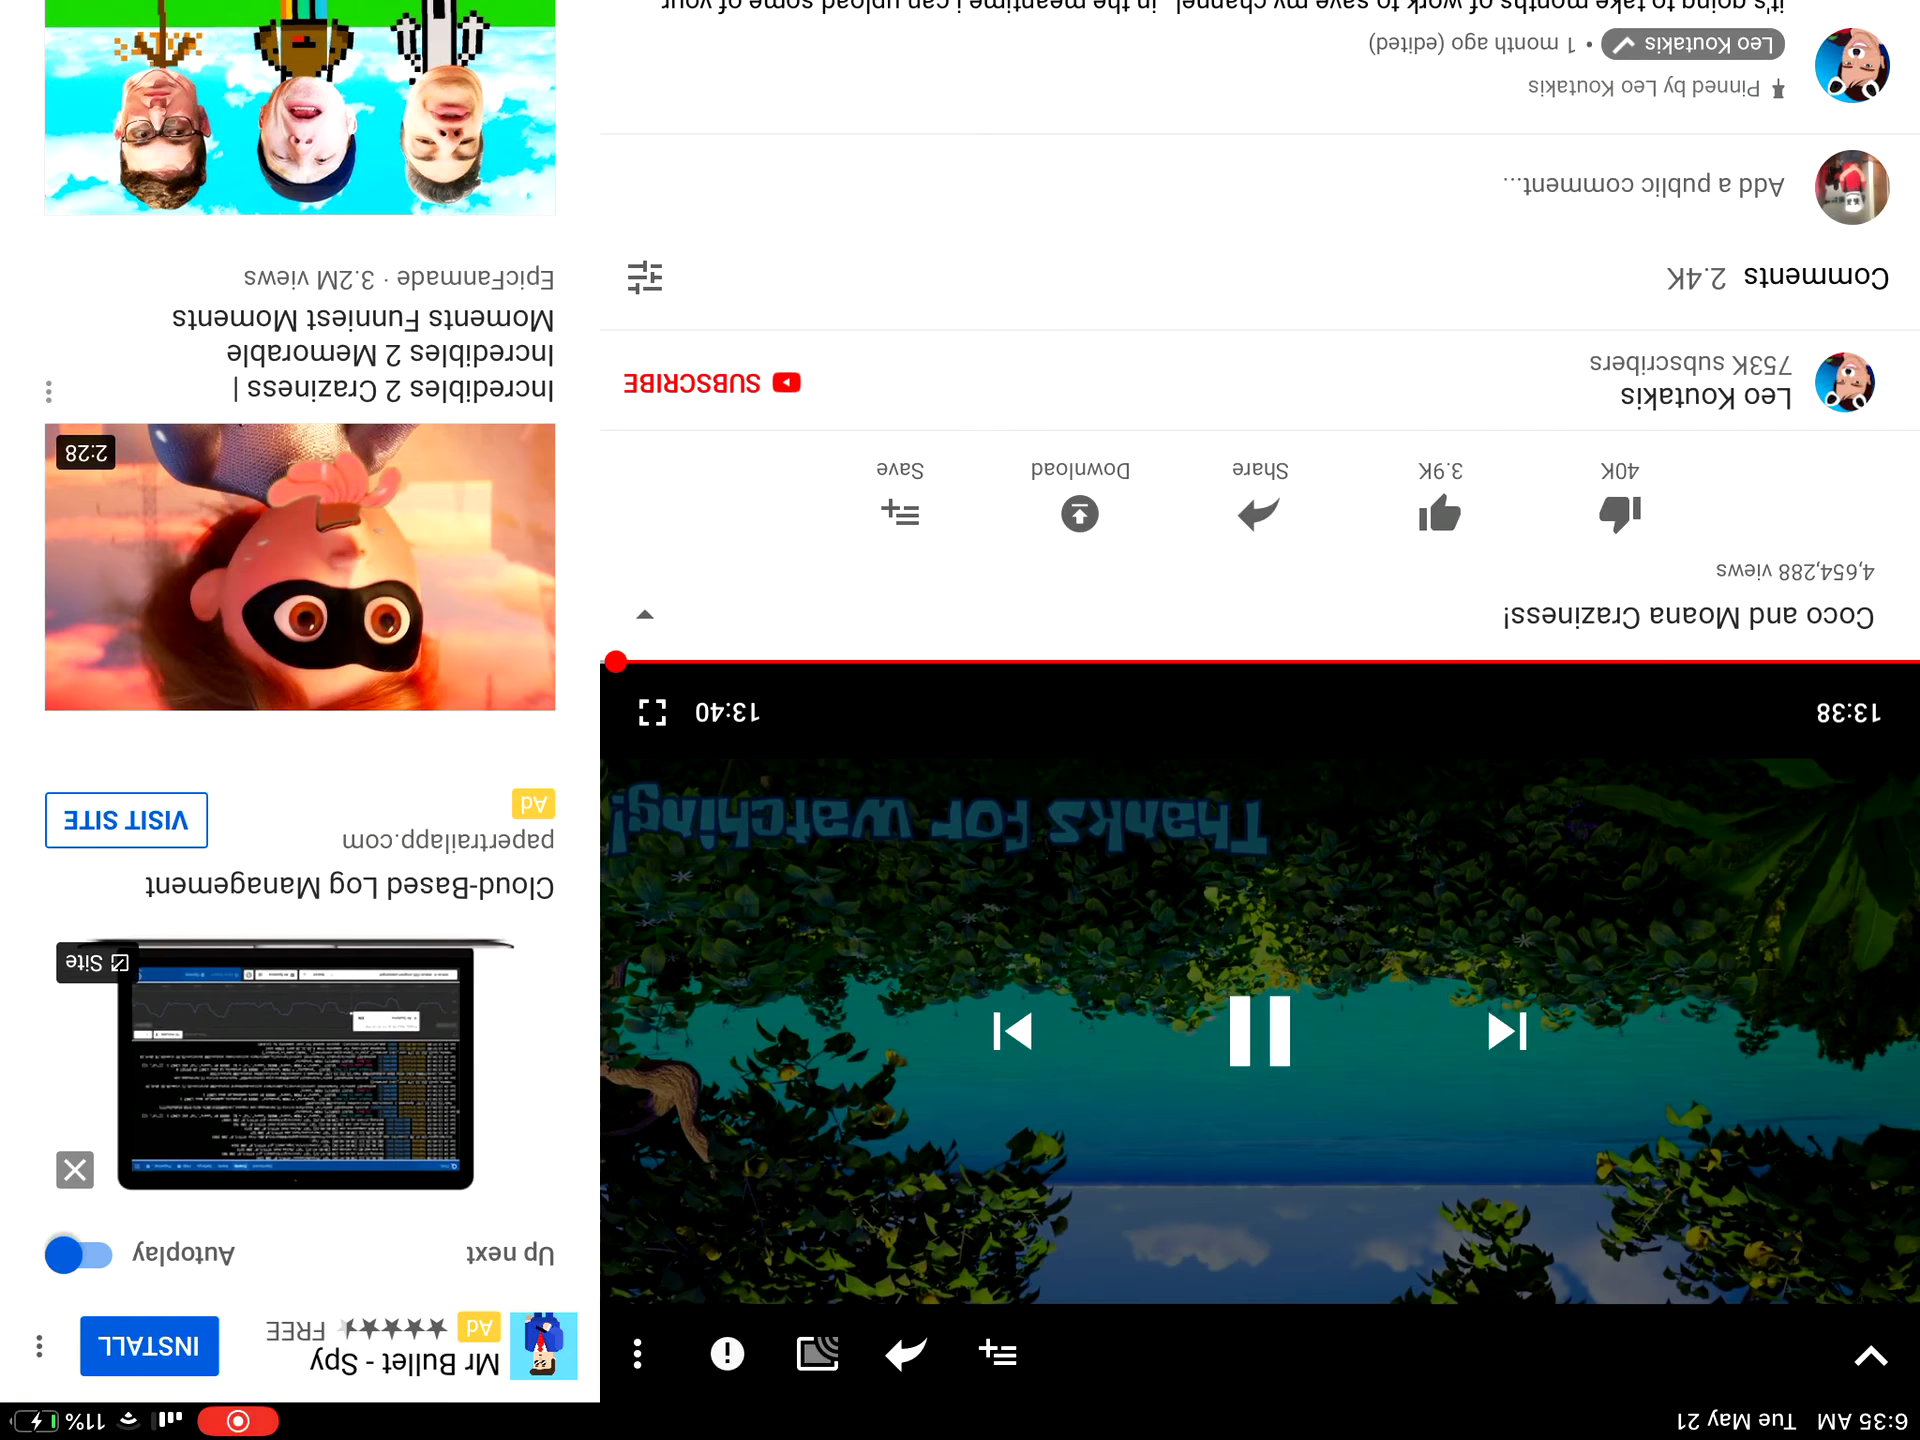 6:35 AM Tue May 21
11%
13:38
13:40
Thanks for watching!
Coco and Moana Craziness!
4,654,288 views
40K
3.9K
Share
Download
Save
Leo Koutakis
753K subscribers
SUBSCRIBE
Comments 2.4K
Add a public comment...
Pinned by Leo Koutakis
Leo Koutakis • 1 month ago (edited)
it's going to take months of work to save my channel, in the meantime i can upload some of your
Mr Bullet - Spy
Ad
FREE
INSTALL
Up next
Autoplay
Site
Cloud-Based Log Management
papertrailapp.com
Ad
VISIT SITE
2:28
Incredibles 2 Craziness |
Incredibles 2 Memorable
Moments Funniest Moments
EpicFanmade · 3.2M views